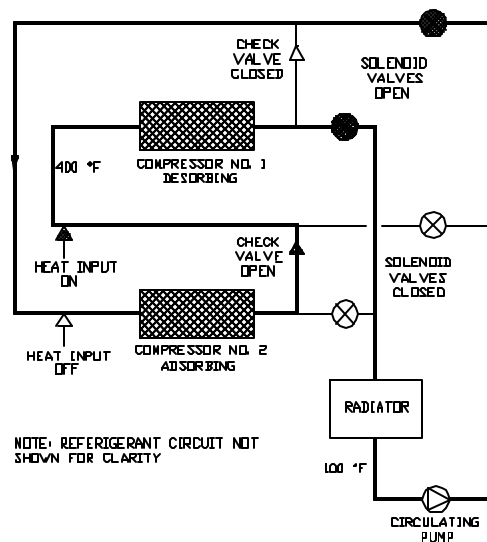 CHECK
VALVE
CLOSED
SOLENOID
VALVES
OPEN
400 °F
COMPRESSOR NO. 1
DESORBING
HEAT INPUT
ON
CHECK
VALVE
OPEN
SOLENOID
VALVES
CLOSED
HEAT INPUT
OFF
COMPRESSOR NO. 2
ADSORBING
RADIATOR
NOTE: REFERIGERANT CIRCUIT NOT
SHOWN FOR CLARITY
100 °F
CIRCULATING
PUMP